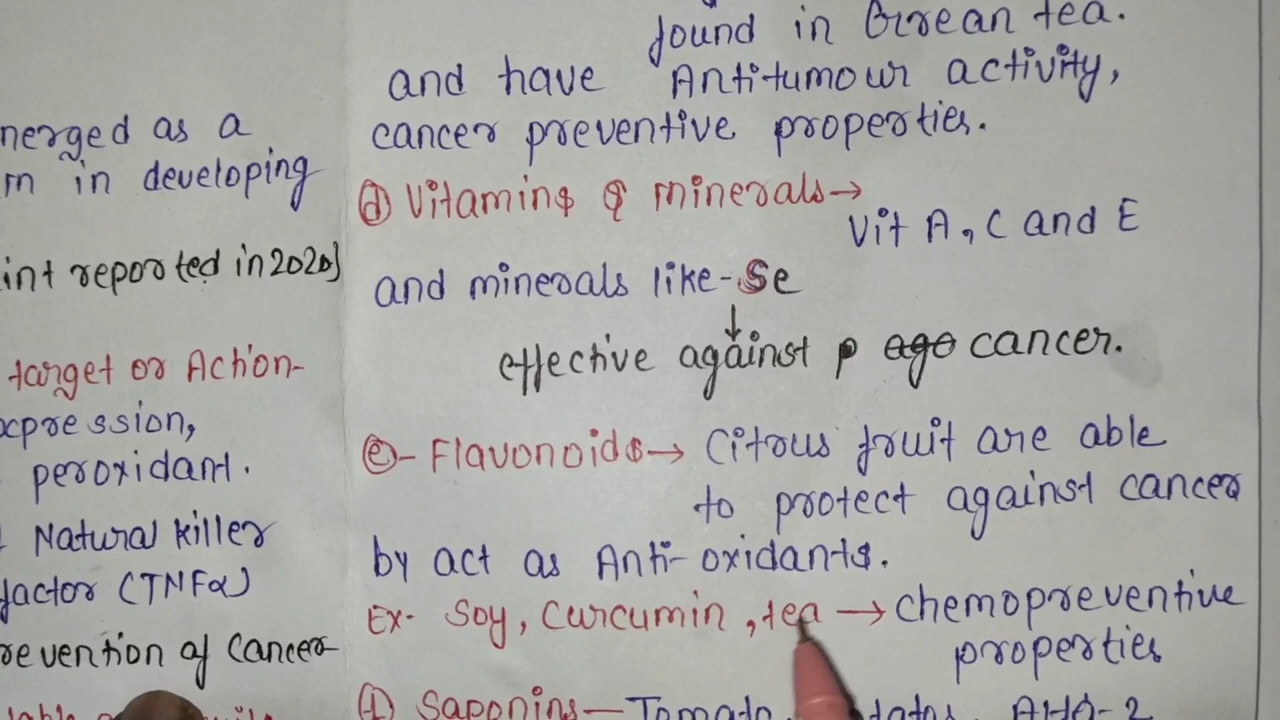 nerged as a
m in developing
int reported in 2020)
target or Action-
xpression,
peroxidant.
Natural killer
factor (TNFα)
revention of Cancer
found in Green tea.
and have Antitumour activity,
cancer preventive properties.
(d) Vitamins & minerals→
Vit A, C and E
and minerals like-Se
↓
effective against p ago cancer.
(e)- Flavonoids→ Citrous fruit are able
to protect against cancer
by act as Anti-oxidants.
Ex- Soy, Curcumin, tea → chemopreventive
properties
(f) Saponins— Tomato,